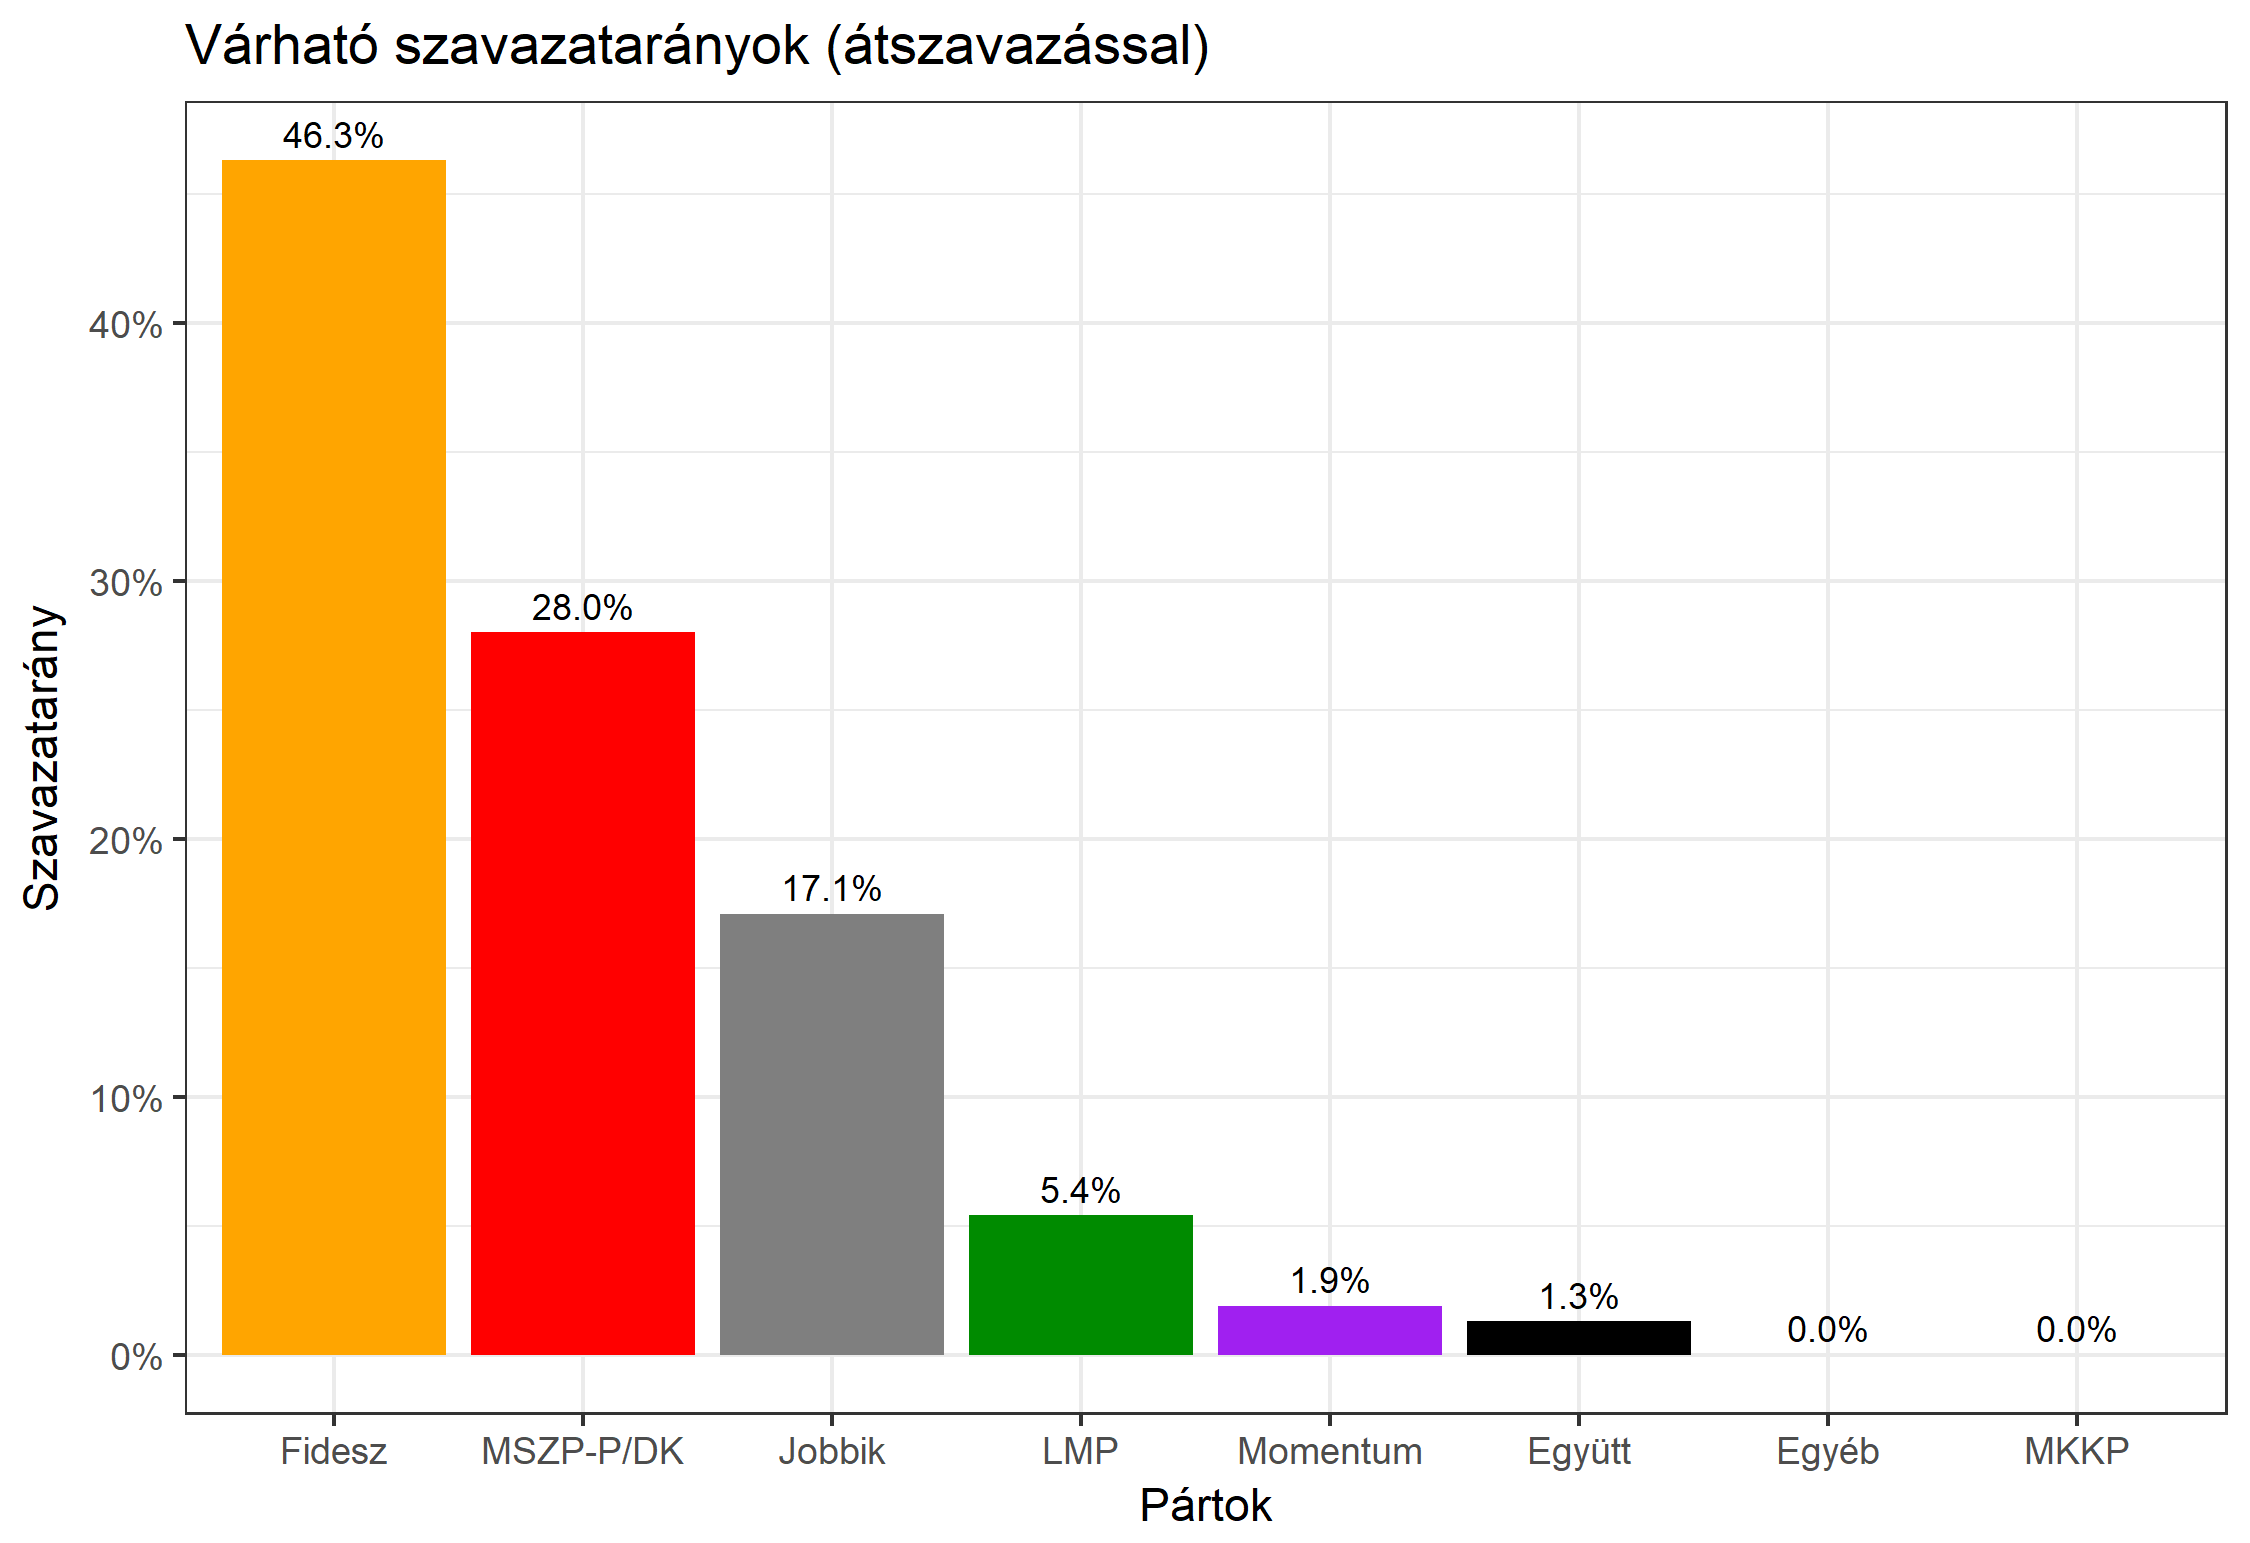 Várható szavazatarányok (átszavazással)
46.3%
28.0%
17.1%
5.4%
1.9%
1.3%
0.0%
0.0%
40%
30%
20%
10%
0%
Szavazatarány
Fidesz
MSZP-P/DK
Jobbik
LMP
Momentum
Együtt
Egyéb
MKKP
Pártok